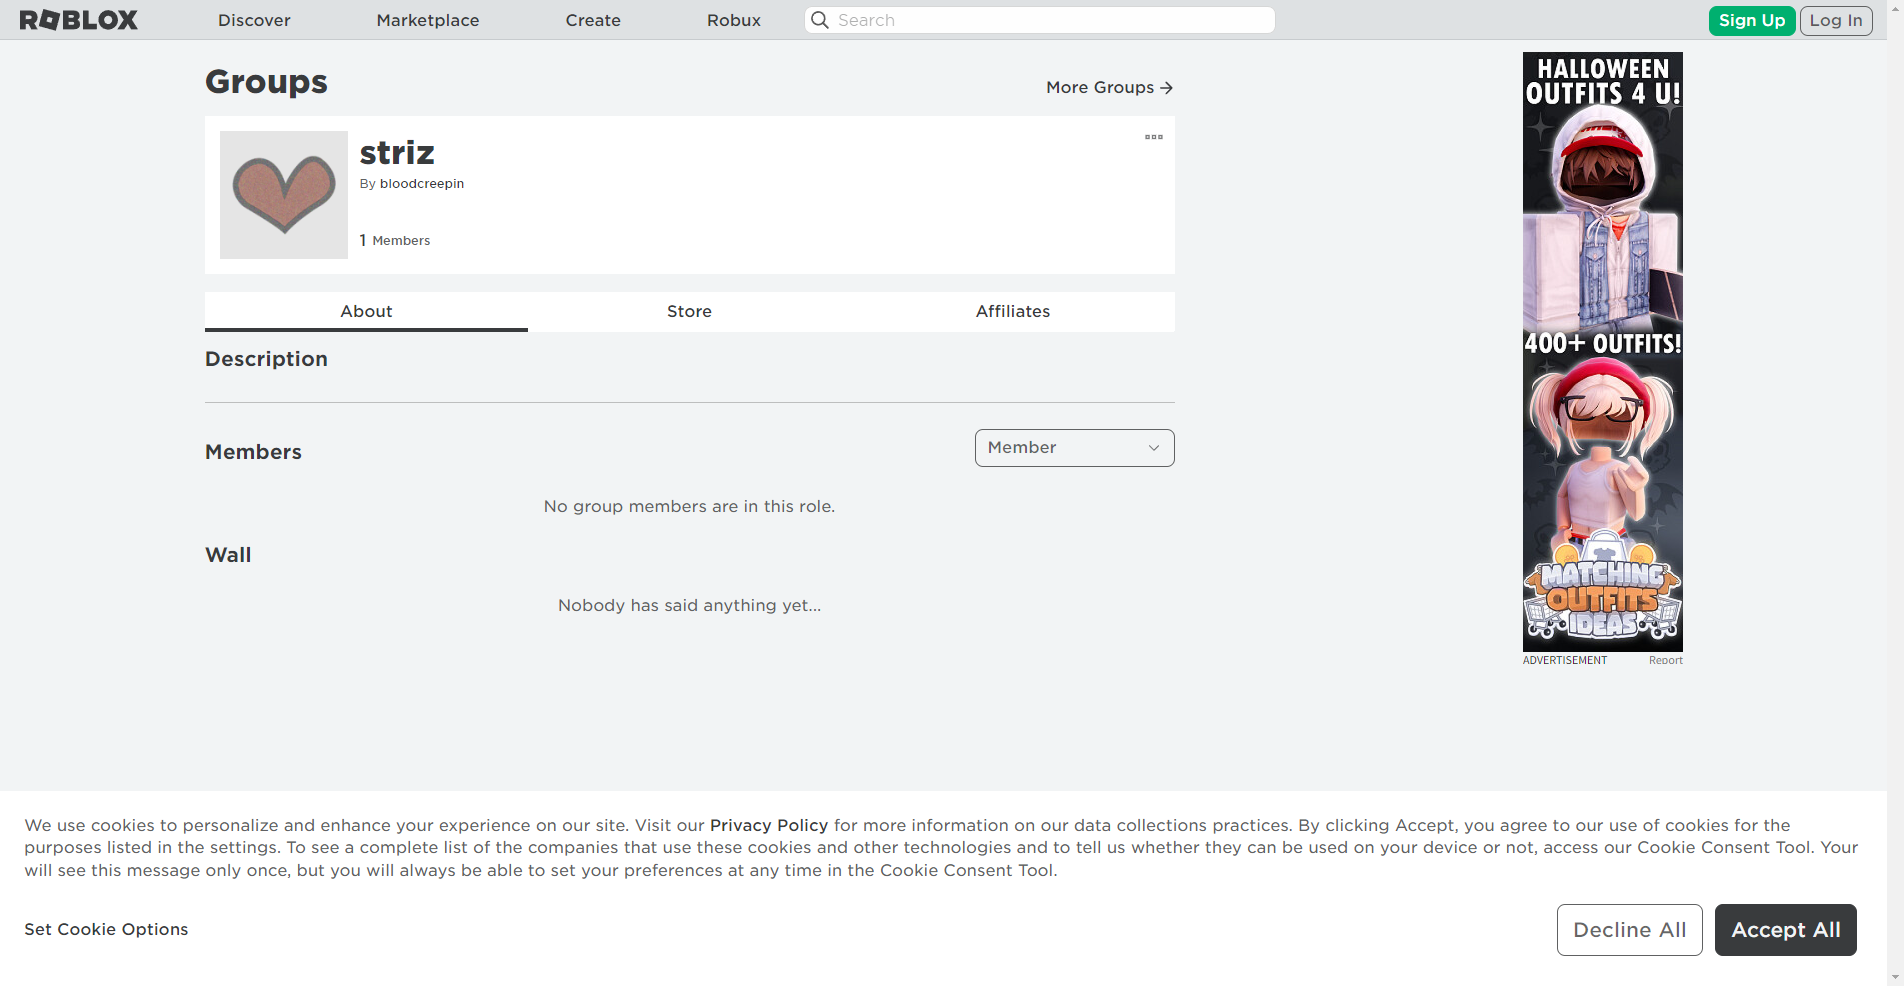 ROBLOX
Discover
Marketplace
Create
Robux
Search
Sign Up
Log In
Groups
More Groups
striz
By bloodcreepin
1 Members
About
Store
Affiliates
Description
Members
Member
No group members are in this role.
Wall
Nobody has said anything yet...
HALLOWEEN
OUTFITS 4 U!
400+ OUTFITS!
MATCHING
OUTFITS
IDEAS
ADVERTISEMENT
Report
We use cookies to personalize and enhance your experience on our site. Visit our Privacy Policy for more information on our data collections practices. By clicking Accept, you agree to our use of cookies for the
purposes listed in the settings. To see a complete list of the companies that use these cookies and other technologies and to tell us whether they can be used on your device or not, access our Cookie Consent Tool. Your
will see this message only once, but you will always be able to set your preferences at any time in the Cookie Consent Tool.
Set Cookie Options
Decline All
Accept All